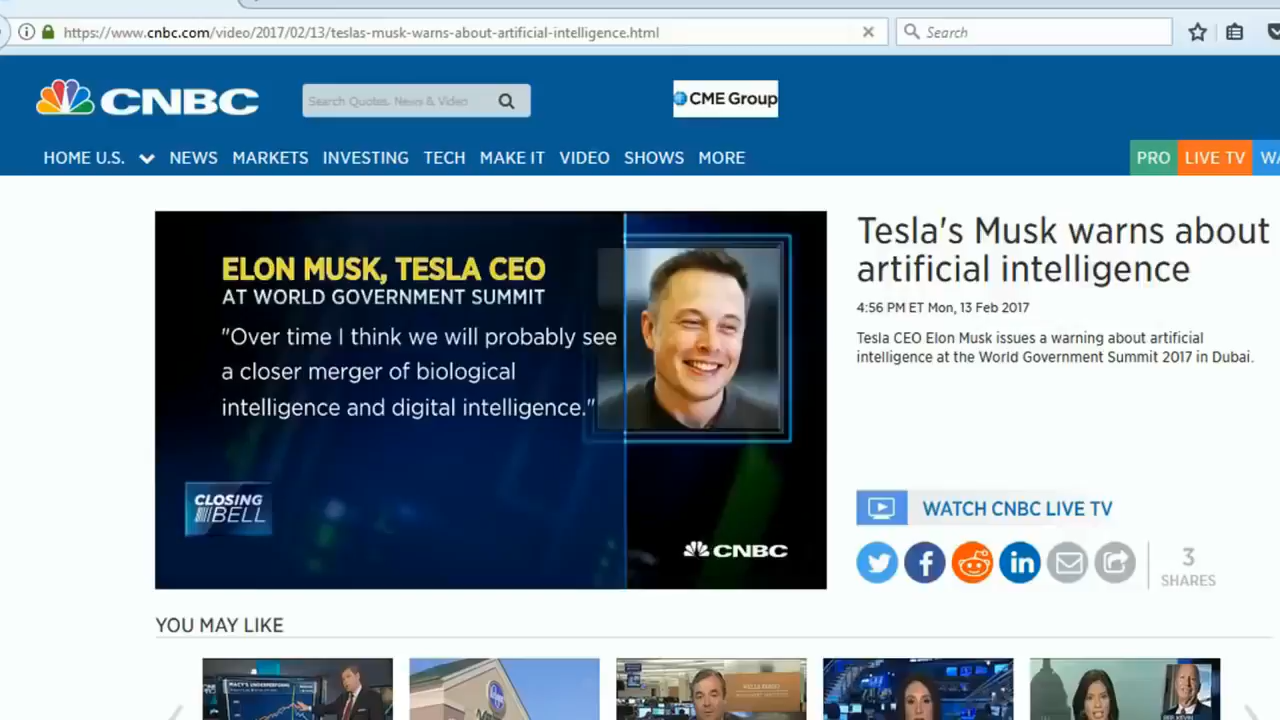 https://www.cnbc.com/video/2017/02/13/teslas-musk-warns-about-artificial-intelligence.html
Search
CNBC
Search Quotes, News & Video
CME Group
HOME U.S. NEWS MARKETS INVESTING TECH MAKE IT VIDEO SHOWS MORE
PRO LIVE TV
ELON MUSK, TESLA CEO
AT WORLD GOVERNMENT SUMMIT
"Over time I think we will probably see
a closer merger of biological
intelligence and digital intelligence."
CLOSING
BELL
CNBC
Tesla's Musk warns about
artificial intelligence
4:56 PM ET Mon, 13 Feb 2017
Tesla CEO Elon Musk issues a warning about artificial
intelligence at the World Government Summit 2017 in Dubai.
WATCH CNBC LIVE TV
3
SHARES
YOU MAY LIKE